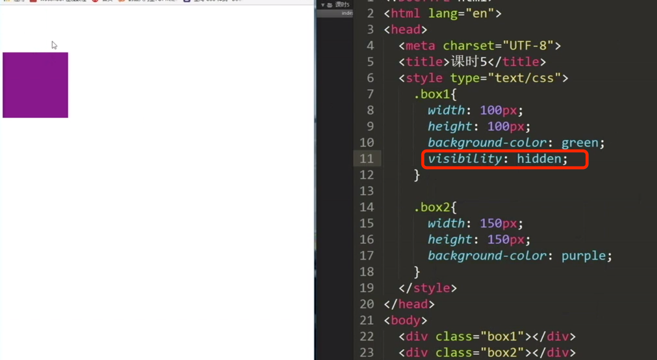 课时5
1
2 <html lang="en">
3 <head>
4 <meta charset="UTF-8">
5 <title>课时5</title>
6 <style type="text/css">
7 .box1{
8 width: 100px;
9 height: 100px;
10 background-color: green;
11 visibility: hidden;
12 }
13
14 .box2{
15 width: 150px;
16 height: 150px;
17 background-color: purple;
18 }
19 </style>
20 </head>
21 <body>
22 <div class="box1"></div>
23 <div class="box2"></div>